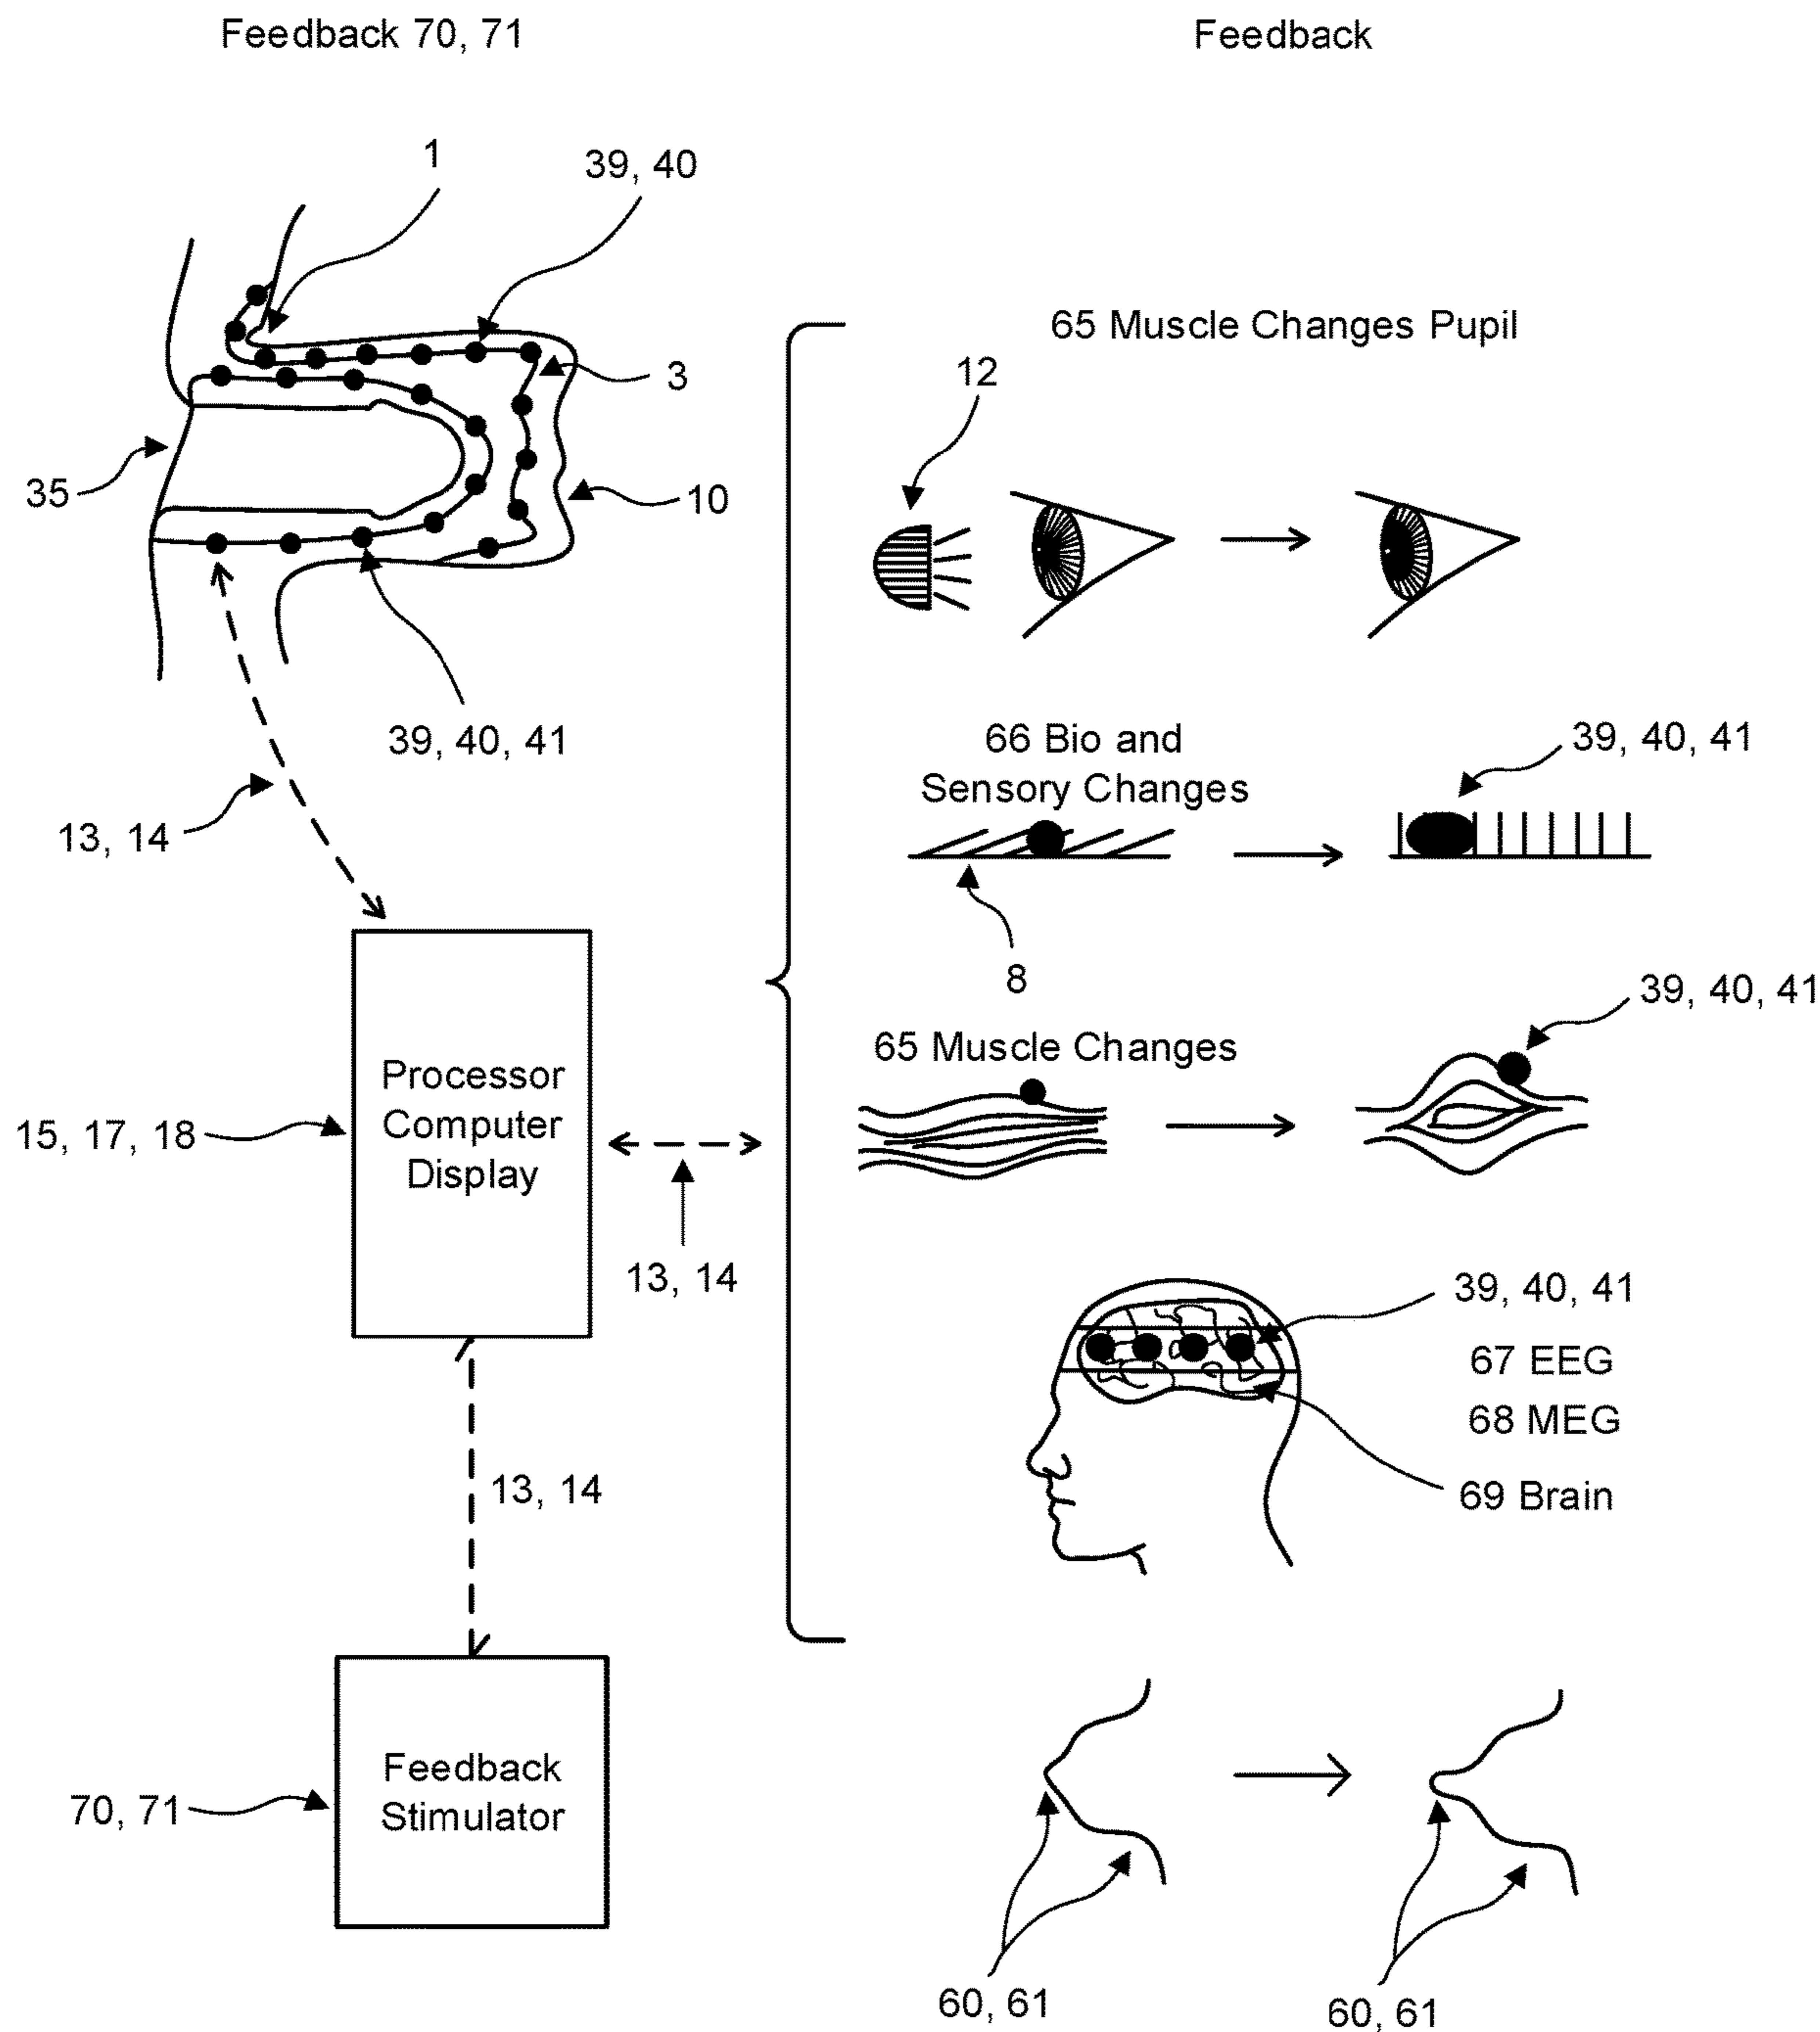 Feedback 70, 71
Feedback
1
39, 40
3
35
10
39, 40, 41
13, 14
Processor
Computer
Display
15, 17, 18
13, 14
13, 14
Feedback
Stimulator
70, 71
65 Muscle Changes Pupil
12
66 Bio and
Sensory Changes
39, 40, 41
8
65 Muscle Changes
39, 40, 41
39, 40, 41
67 EEG
68 MEG
69 Brain
60, 61
60, 61